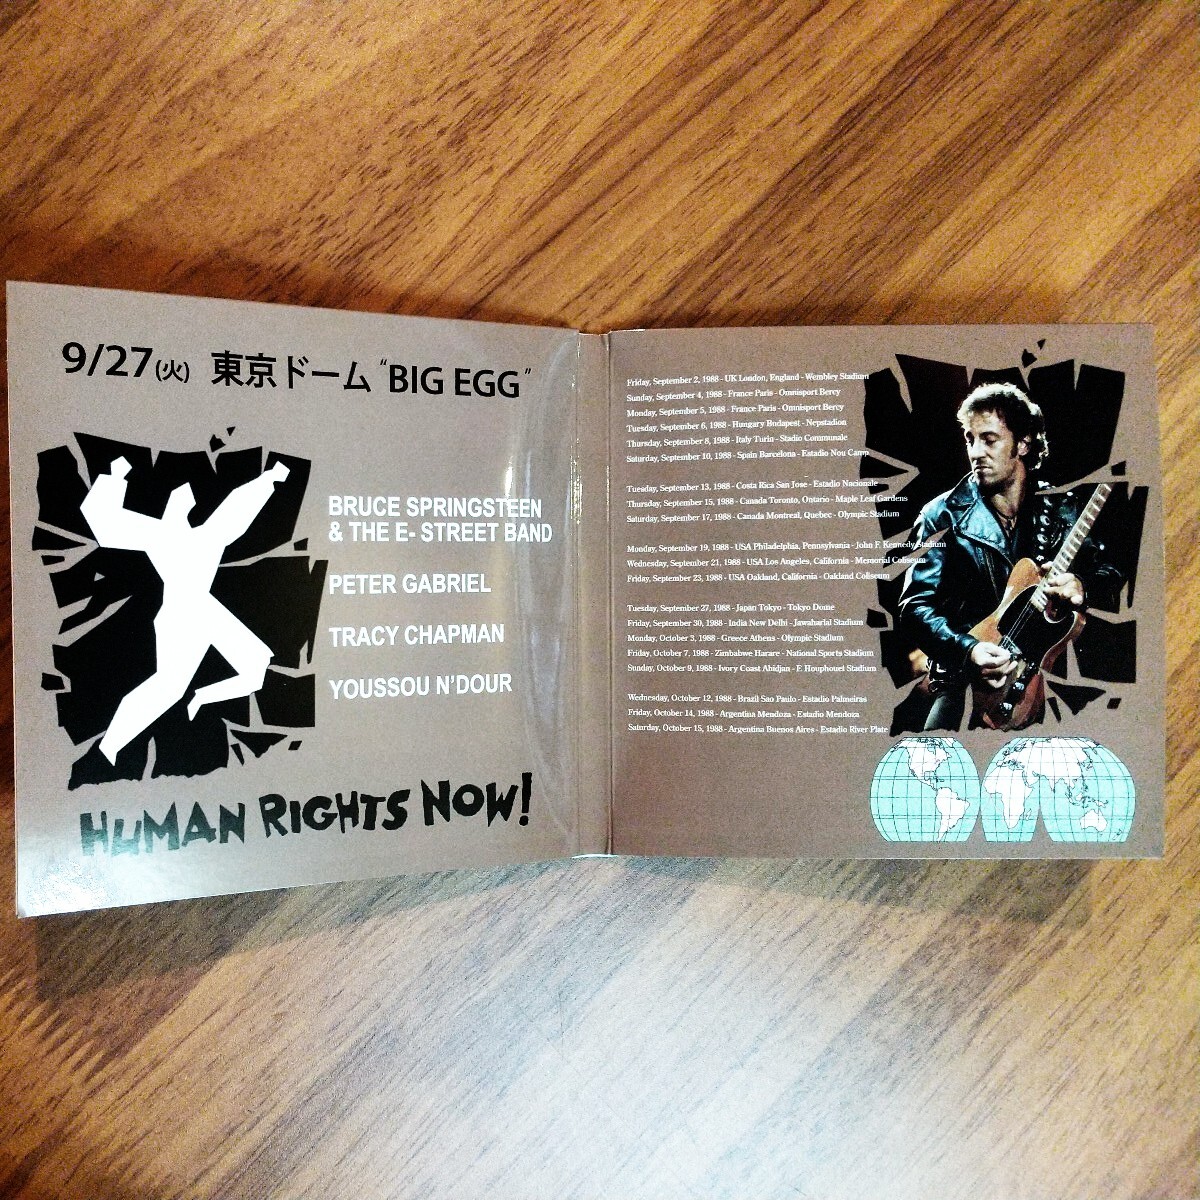 9/27(火) 東京ドーム "BIG EGG"
BRUCE SPRINGSTEEN
& THE E- STREET BAND
PETER GABRIEL
TRACY CHAPMAN
YOUSSOU N'DOUR
HUMAN RIGHTS NOW!
Friday, September 2, 1988 - UK London, England - Wembley Stadium
Sunday, September 4, 1988 - France Paris - Omnisport Bercy
Monday, September 5, 1988 - France Paris - Omnisport Bercy
Tuesday, September 6, 1988 - Hungary Budapest - Nepstadion
Thursday, September 8, 1988 - Italy Turin - Stadio Communale
Saturday, September 10, 1988 - Spain Barcelona - Estadio Nou Camp
Tuesday, September 13, 1988 - Costa Rica San Jose - Estadio Nacionale
Thursday, September 15, 1988 - Canada Toronto, Ontario - Maple Leaf Gardens
Saturday, September 17, 1988 - Canada Montreal, Quebec - Olympic Stadium
Monday, September 19, 1988 - USA Philadelphia, Pennsylvania - John F. Kennedy Stadium
Wednesday, September 21, 1988 - USA Los Angeles, California - Memorial Coliseum
Friday, September 23, 1988 - USA Oakland, California - Oakland Coliseum
Tuesday, September 27, 1988 - Japan Tokyo - Tokyo Dome
Friday, September 30, 1988 - India New Delhi - Jawaharlal Stadium
Monday, October 3, 1988 - Greece Athens - Olympic Stadium
Friday, October 7, 1988 - Zimbabwe Harare - National Sports Stadium
Sunday, October 9, 1988 - Ivory Coast Abidjan - F. Houphouet Stadium
Wednesday, October 12, 1988 - Brazil Sao Paulo - Estadio Palmeiras
Friday, October 14, 1988 - Argentina Mendoza - Estadio Mendoza
Saturday, October 15, 1988 - Argentina Buenos Aires - Estadio River Plate